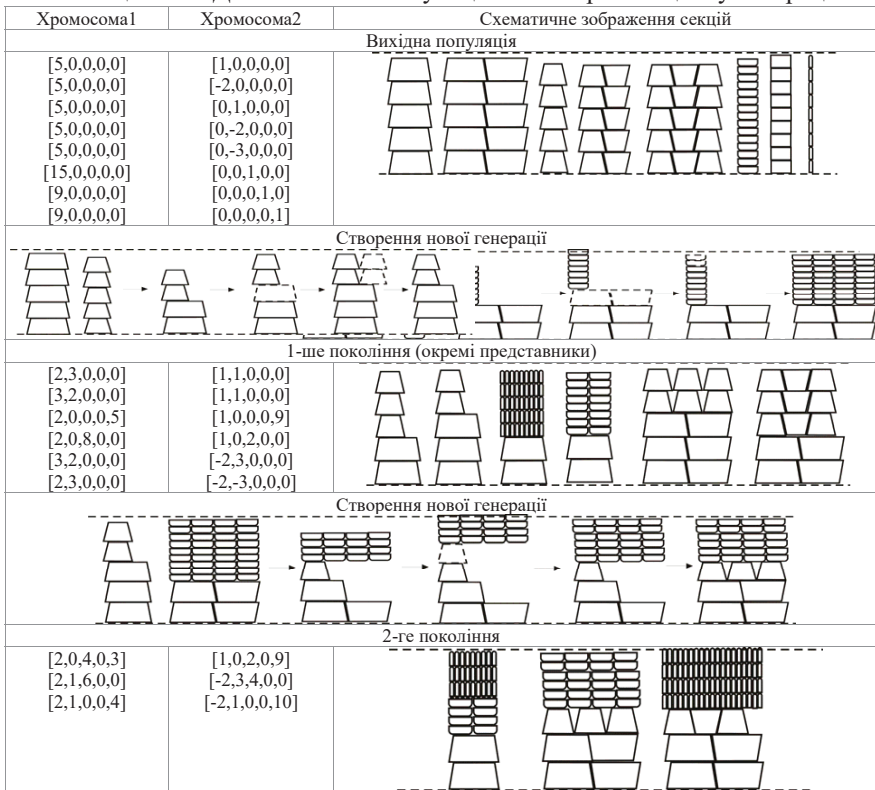 Хромосома1 Хромосома2 Схематичне зображення секцій
Вихідна популяція
[5,0,0,0,0] [1,0,0,0,0]
[5,0,0,0,0] [-2,0,0,0,0]
[5,0,0,0,0] [0,1,0,0,0]
[5,0,0,0,0] [0,-2,0,0,0]
[5,0,0,0,0] [0,-3,0,0,0]
[15,0,0,0,0] [0,0,1,0,0]
[9,0,0,0,0] [0,0,0,1,0]
[9,0,0,0,0] [0,0,0,0,1]
Створення нової генерації
1-ше покоління (окремі представники)
[2,3,0,0,0] [1,1,0,0,0]
[3,2,0,0,0] [1,1,0,0,0]
[2,0,0,0,5] [1,0,0,0,9]
[2,0,8,0,0] [1,0,2,0,0]
[3,2,0,0,0] [-2,3,0,0,0]
[2,3,0,0,0] [-2,-3,0,0,0]
Створення нової генерації
2-ге покоління
[2,0,4,0,3] [1,0,2,0,9]
[2,1,6,0,0] [-2,3,4,0,0]
[2,1,0,0,4] [-2,1,0,0,10]